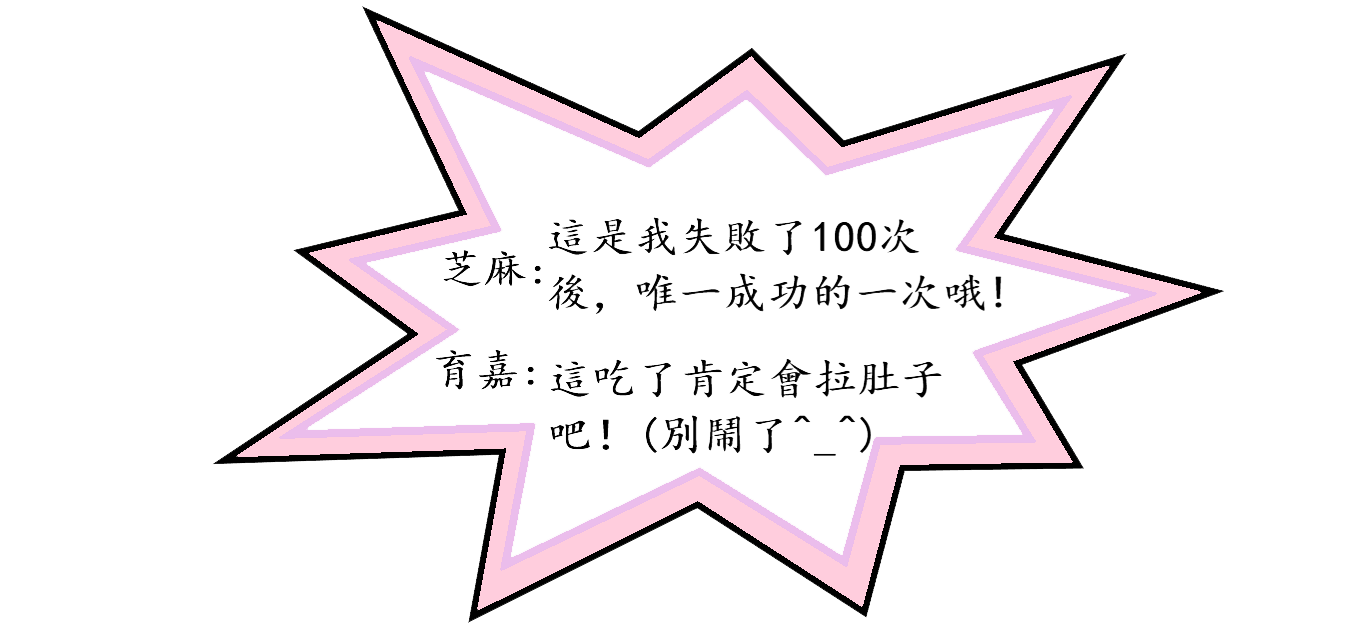 芝麻:這是我失敗了100次
後，唯一成功的一次哦!
育嘉:這吃了肯定會拉肚子
吧! (別鬧了^_^)